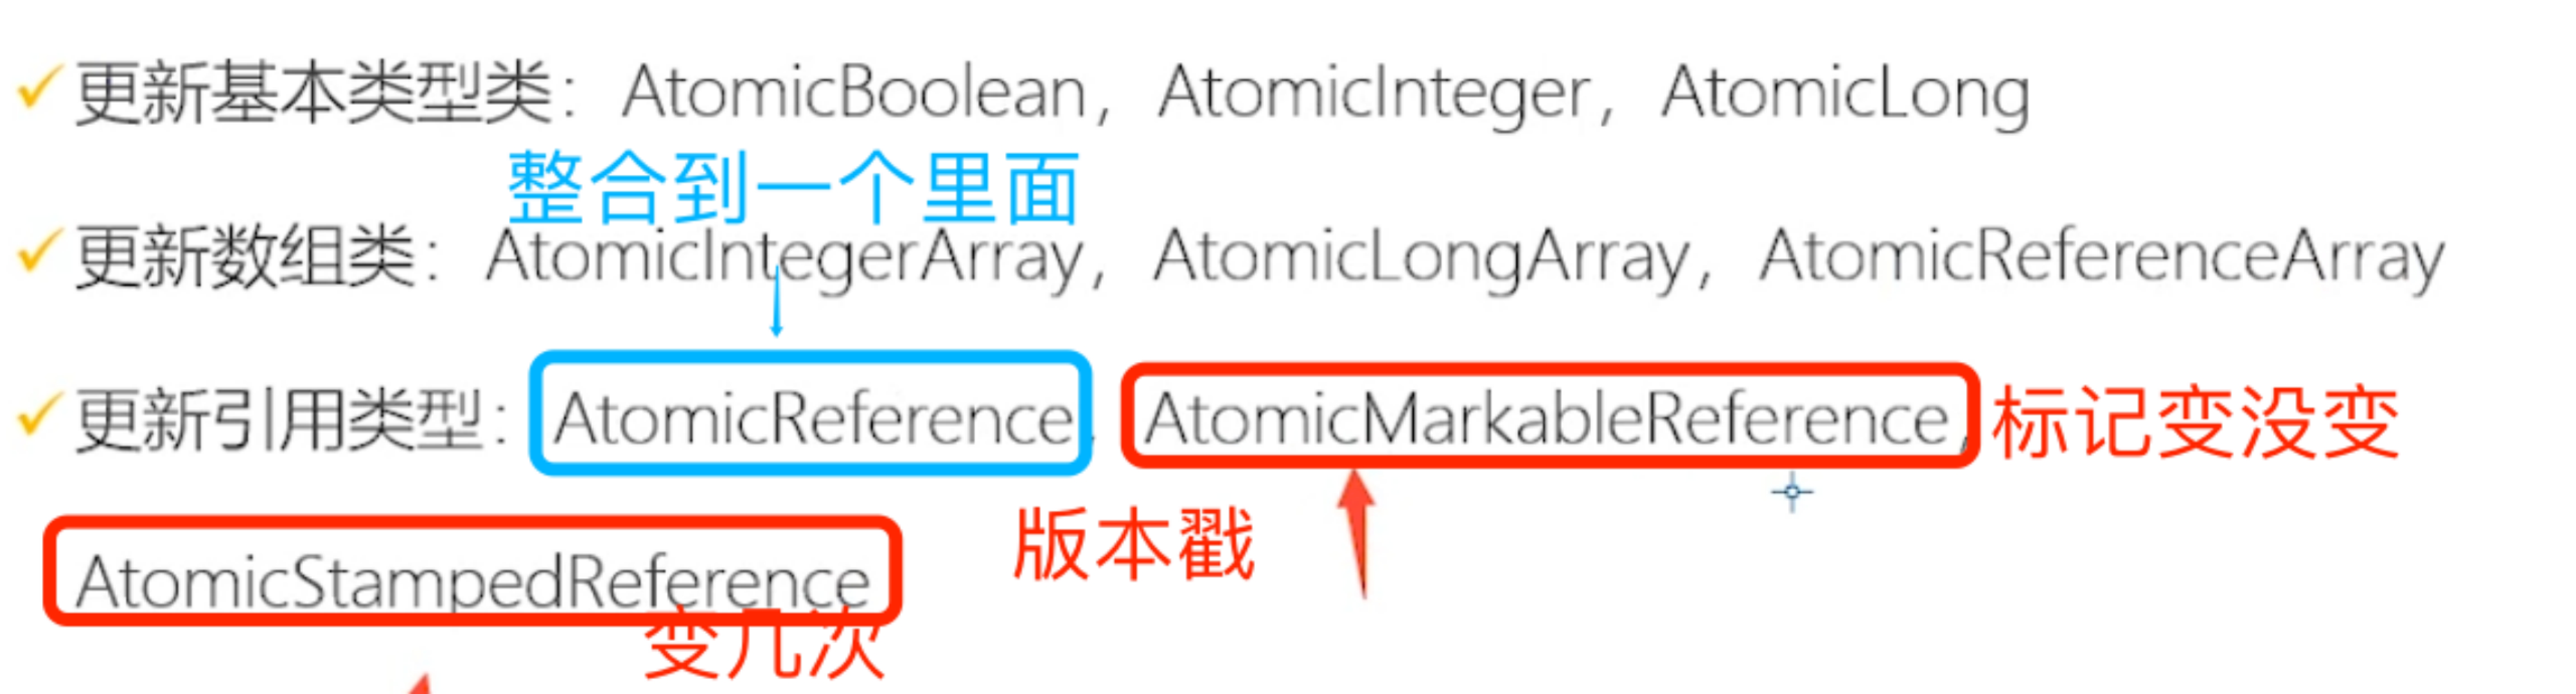 更新基本类型类：AtomicBoolean，AtomicInteger，AtomicLong
整合到一个里面
更新数组类：AtomicIntegerArray，AtomicLongArray，AtomicReferenceArray
更新引用类型：AtomicReference，AtomicMarkableReference，标记变没变
版本戳
AtomicStampedReference
变几次